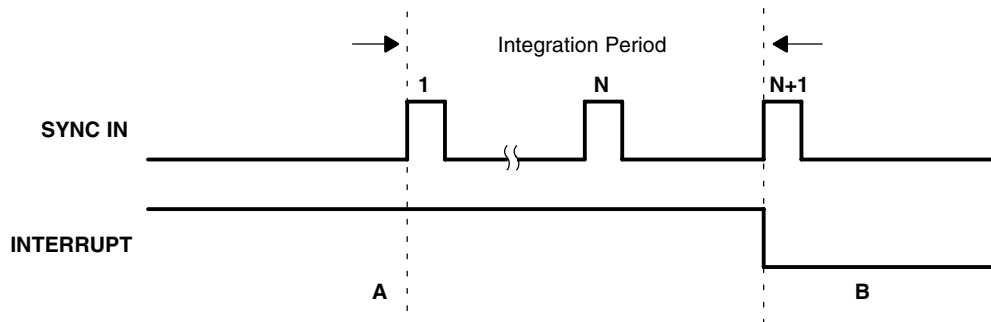 Integration Period
1
N
N+1
SYNC IN
INTERRUPT
A
B